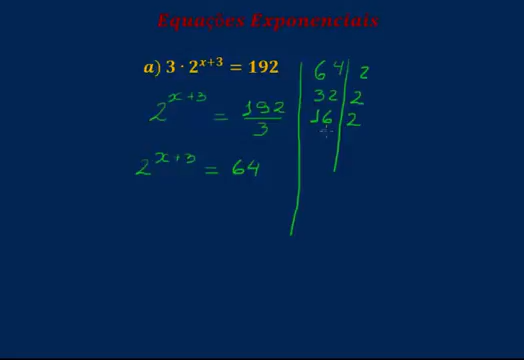 Equações Exponenciais
a) 3 · 2^{x+3} = 192
2^{x+3} = 192/3
2^{x+3} = 64
64 | 2
32 | 2
16 | 2